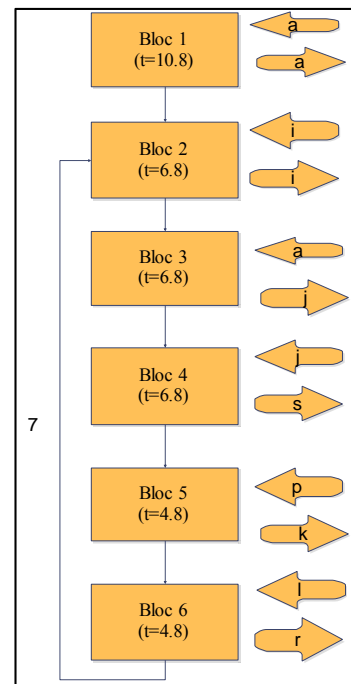 Bloc 1
(t=10.8)
a
a
Bloc 2
(t=6.8)
i
i
Bloc 3
(t=6.8)
a
j
Bloc 4
(t=6.8)
j
s
7
Bloc 5
(t=4.8)
p
k
Bloc 6
(t=4.8)
l
r